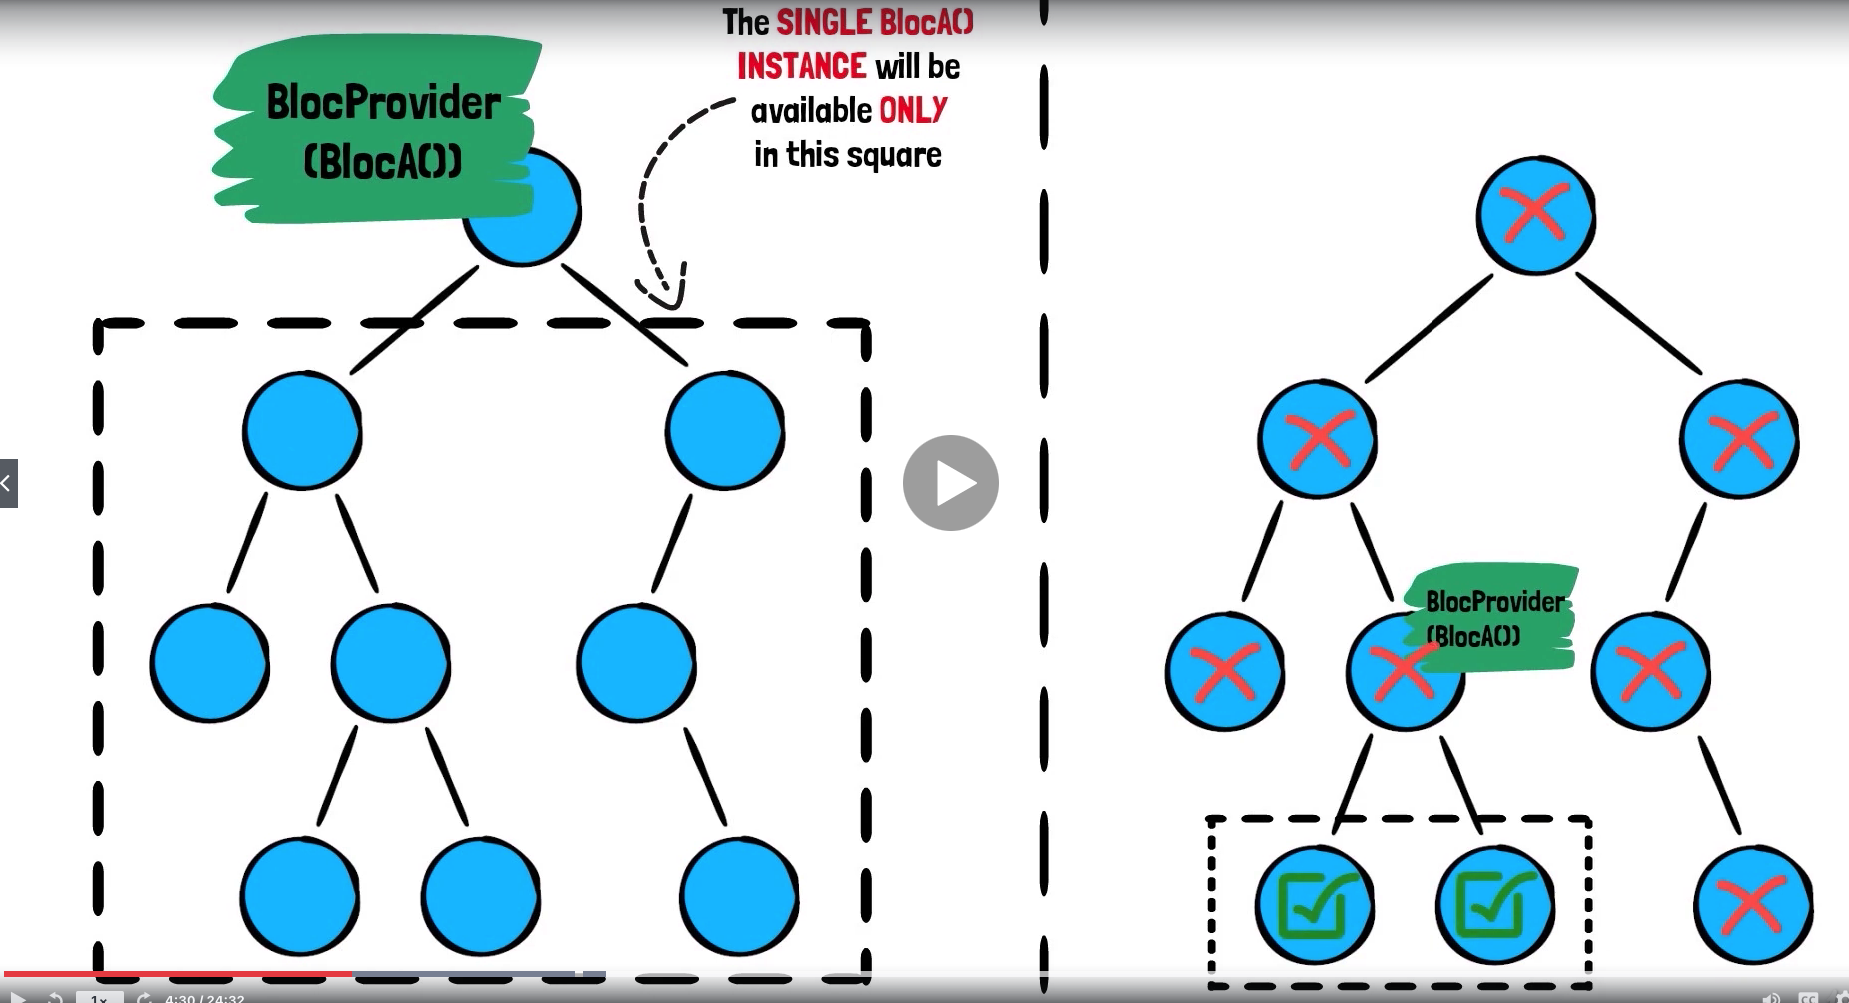 The SINGLE BlocA()
INSTANCE will be
available ONLY
in this square
BlocProvider
(BlocA())
BlocProvider
(BlocA())
1x
4:30 / 24:32
CC